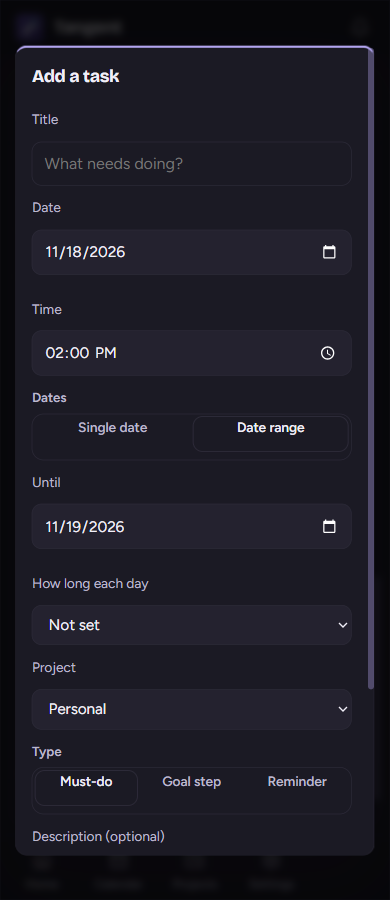 Add a task
Title
What needs doing?
Date
11/18/2026
Time
02:00 PM
Dates
Single date Date range
Until
11/19/2026
How long each day
Not set
Project
Personal
Type
Must-do Goal step Reminder
Description (optional)